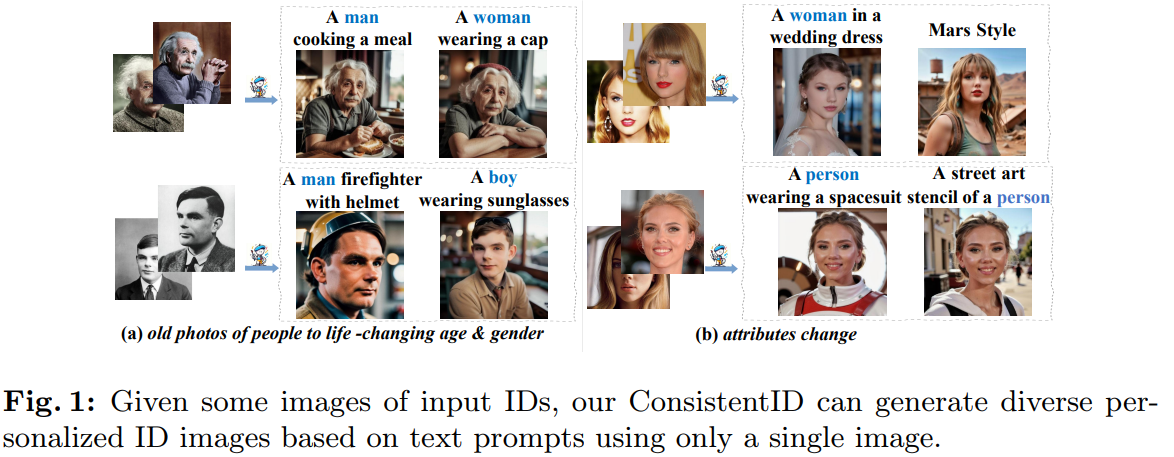 A man
cooking a meal
A woman
wearing a cap
A man firefighter
with helmet
A boy
wearing sunglasses
(a) old photos of people to life -changing age & gender
A woman in a
wedding dress
Mars Style
A person
wearing a spacesuit
A street art
stencil of a person
(b) attributes change
Fig. 1: Given some images of input IDs, our ConsistentID can generate diverse per-
sonalized ID images based on text prompts using only a single image.